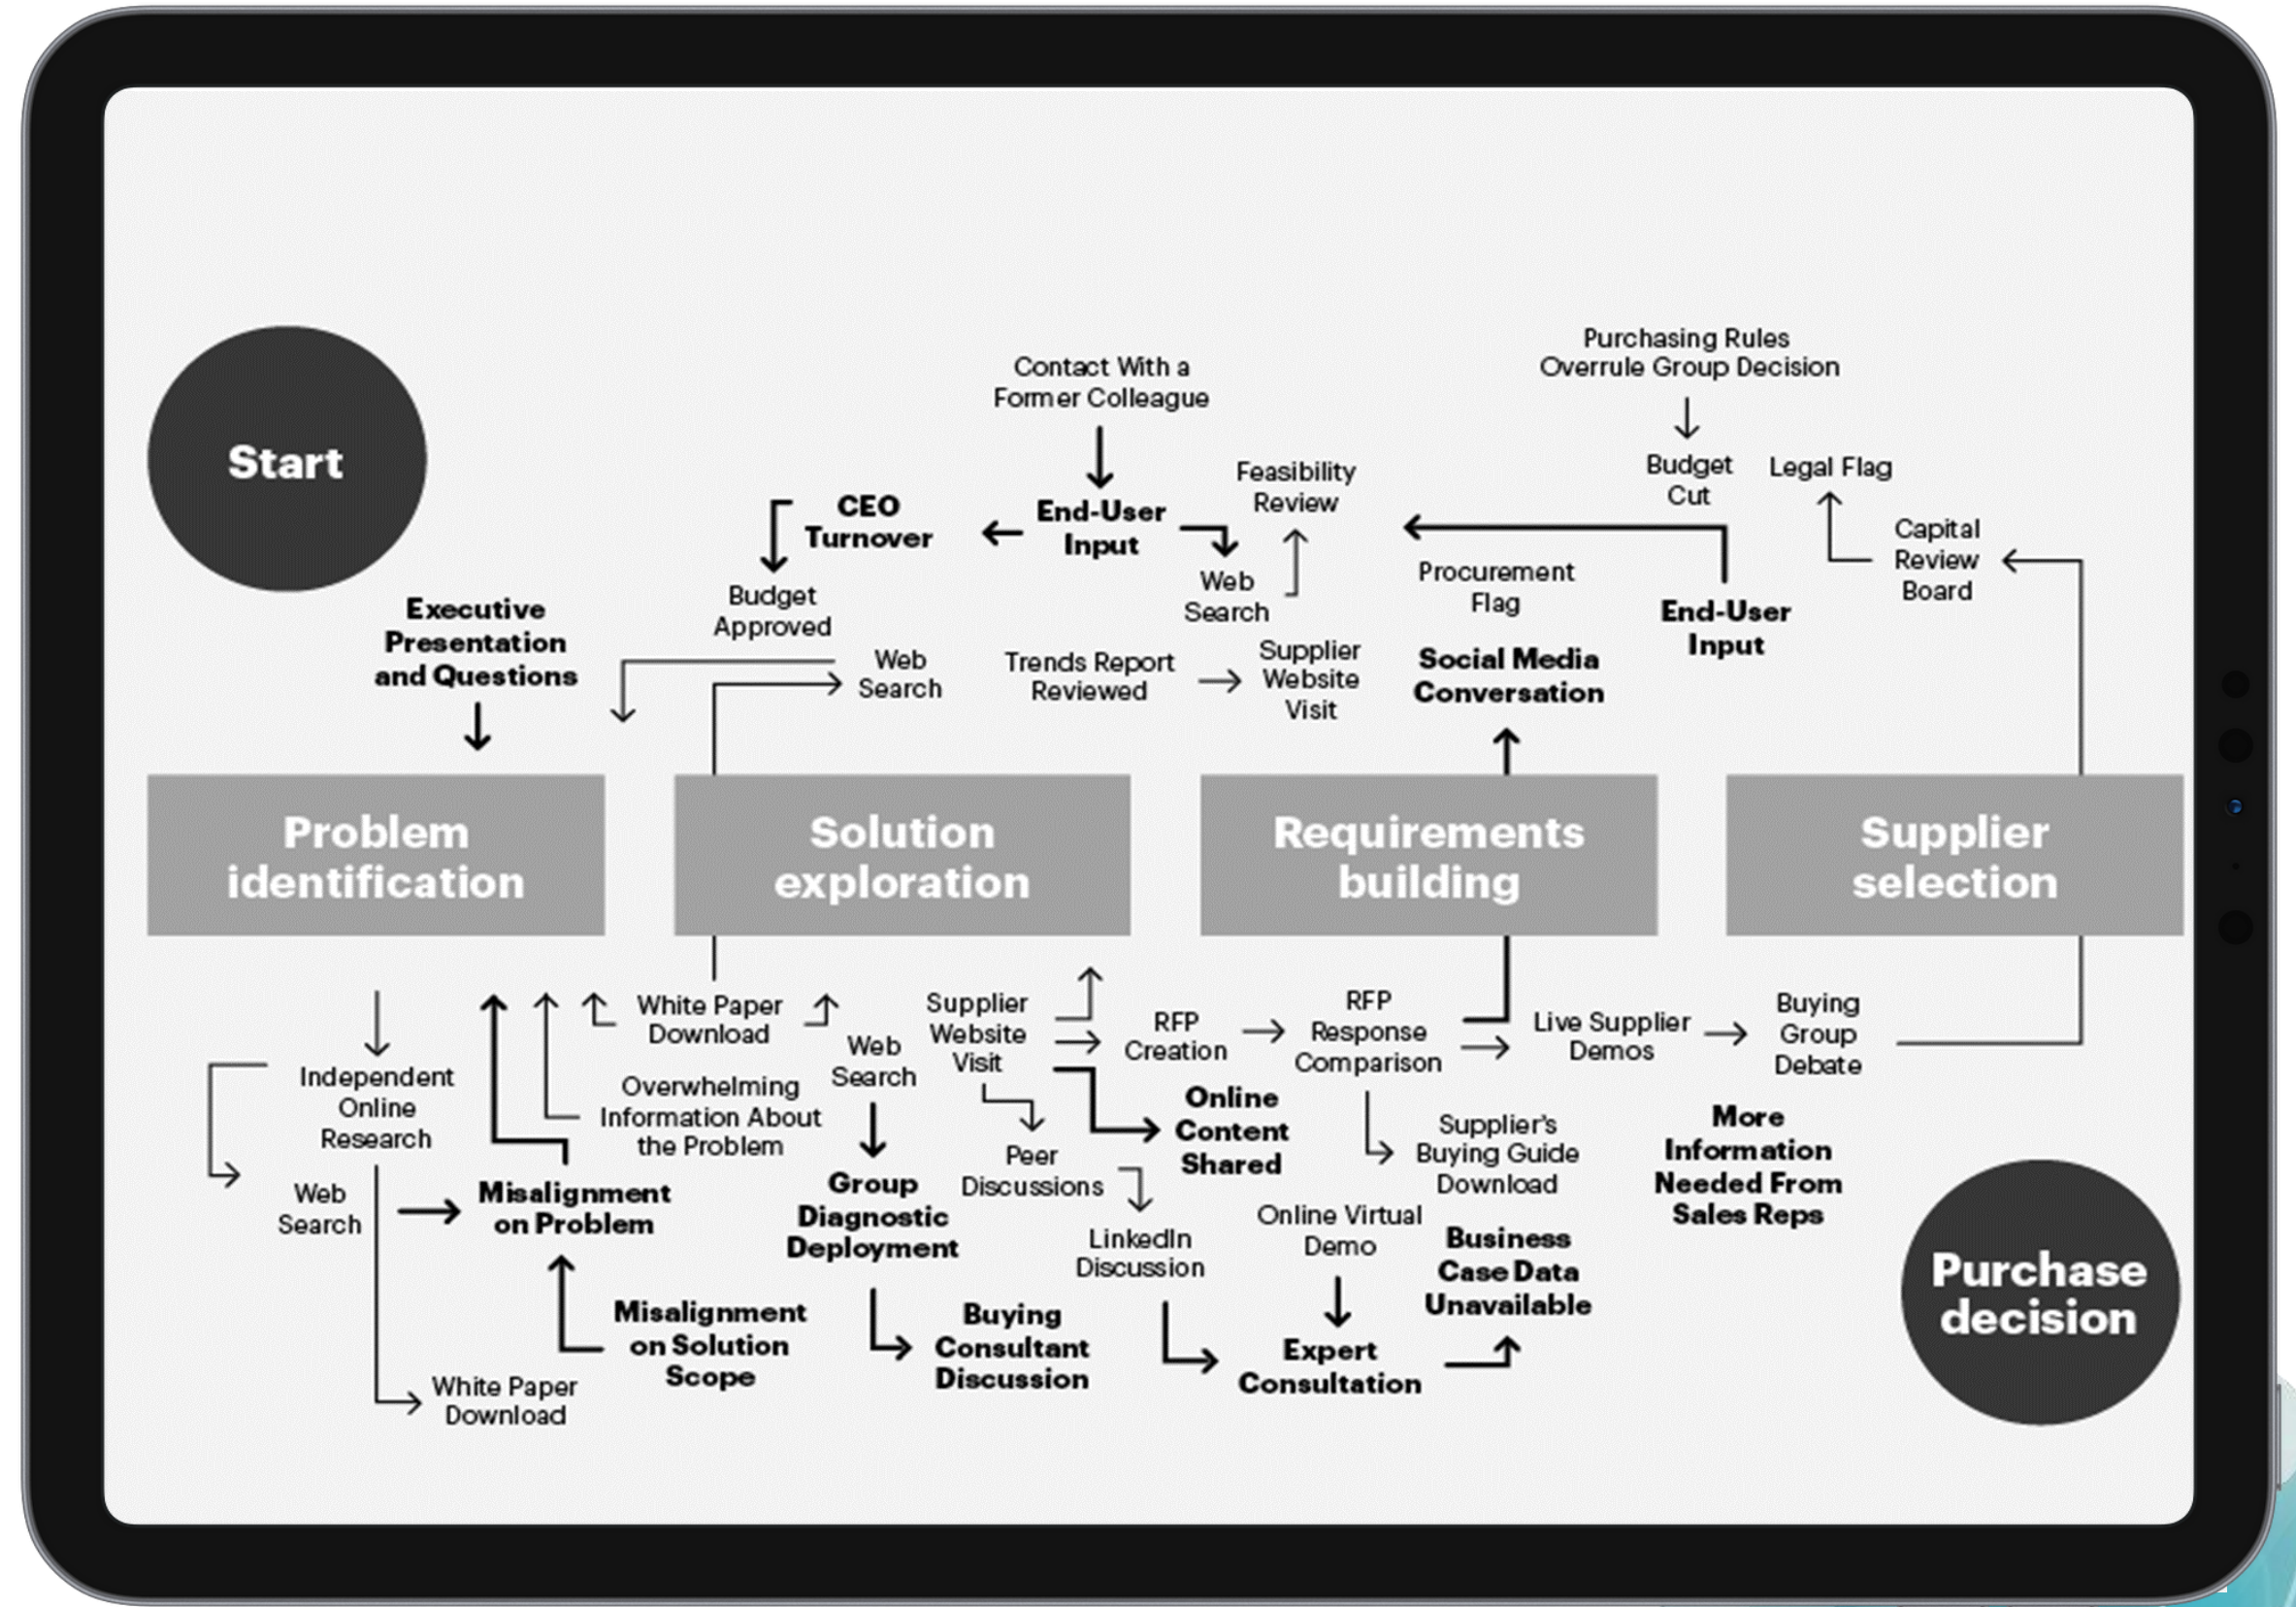 Start
Contact With a
Former Colleague
Purchasing Rules
Overrule Group Decision
Budget
Cut
Legal Flag
Feasibility
Review
CEO
Turnover
End-User
Input
Capital
Review
Board
Web
Search
Procurement
Flag
Budget
Approved
Executive
Presentation
and Questions
End-User
Input
Web
Search
Trends Report
Reviewed
Supplier
Website
Visit
Social Media
Conversation
Problem
identification
Solution
exploration
Requirements
building
Supplier
selection
White Paper
Download
Supplier
Website
Visit
RFP
Creation
RFP
Response
Comparison
Live Supplier
Demos
Buying
Group
Debate
Independent
Online
Research
Overwhelming
Information About
the Problem
Web
Search
Online
Content
Shared
Supplier's
Buying Guide
Download
More
Information
Needed From
Sales Reps
Peer
Discussions
Web
Search
Misalignment
on Problem
Group
Diagnostic
Deployment
LinkedIn
Discussion
Online Virtual
Demo
Business
Case Data
Unavailable
Misalignment
on Solution
Scope
Buying
Consultant
Discussion
Expert
Consultation
White Paper
Download
Purchase
decision